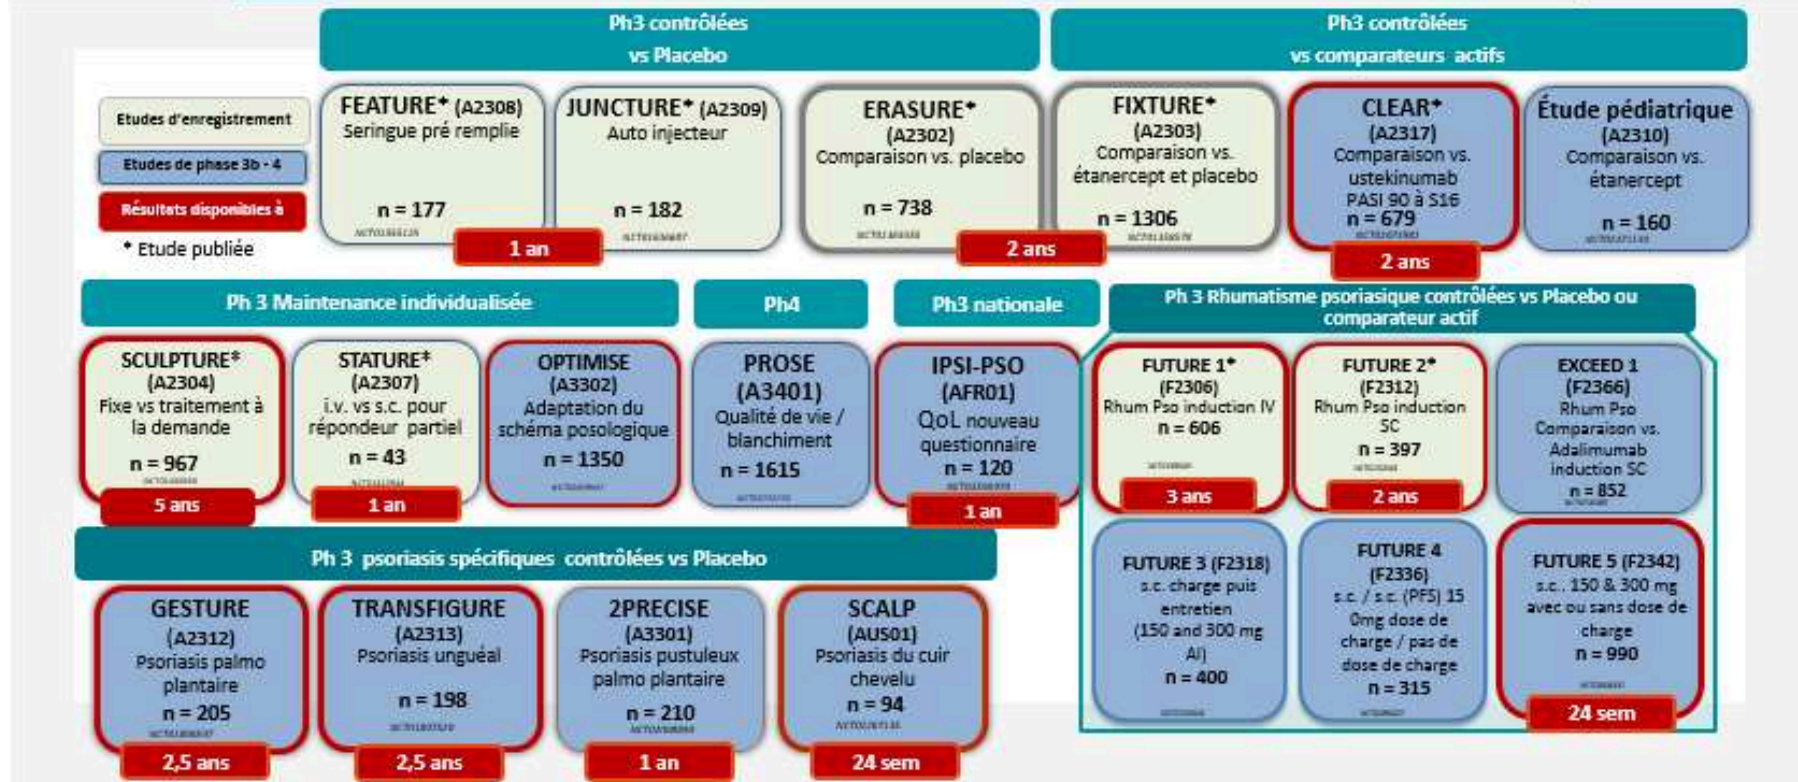 Ph3 contrôlées
vs Placebo
Ph3 contrôlées
vs comparateurs actifs
Etudes d'enregistrement
Etudes de phase 3b - 4
Résultats disponibles à
* Etude publiée
FEATURE* (A2308)
Seringue pré remplie
n = 177
JUNCTURE* (A2309)
Auto injecteur
n = 182
1 an
ERASURE*
(A2302)
Comparaison vs. placebo
n = 738
FIXTURE*
(A2303)
Comparaison vs.
étanercept et placebo
n = 1306
2 ans
CLEAR*
(A2317)
Comparaison vs.
ustekinumab
PASI 90 à S16
n = 679
2 ans
Étude pédiatrique
(A2310)
Comparaison vs.
étanercept
n = 160
Ph 3 Maintenance individualisée
Ph4
Ph3 nationale
Ph 3 Rhumatisme psoriasique contrôlées vs Placebo ou
comparateur actif
SCULPTURE*
(A2304)
Fixe vs traitement à
la demande
n = 967
5 ans
STATURE*
(A2307)
i.v. vs s.c. pour
répondeur partiel
n = 43
1 an
OPTIMISE
(A3302)
Adaptation du
schéma posologique
n = 1350
PROSE
(A3401)
Qualité de vie /
blanchiment
n = 1615
IPSI-PSO
(AFR01)
QoL nouveau
questionnaire
n = 120
1 an
FUTURE 1*
(F2306)
Rhum Pso induction IV
n = 606
3 ans
FUTURE 2*
(F2312)
Rhum Pso induction
SC
n = 397
2 ans
EXCEED 1
(F2366)
Rhum Pso
Comparaison vs.
Adalimumab
induction SC
n = 852
Ph 3 psoriasis spécifiques contrôlées vs Placebo
GESTURE
(A2312)
Psoriasis palmo
plantaire
n = 205
2,5 ans
TRANSFIGURE
(A2313)
Psoriasis unguéal
n = 198
2,5 ans
2PRECISE
(A3301)
Psoriasis pustuleux
palmo plantaire
n = 210
1 an
SCALP
(AUS01)
Psoriasis du cuir
chevelu
n = 94
24 sem
FUTURE 3 (F2318)
s.c. charge puis
entretien
(150 and 300 mg
AI)
n = 400
FUTURE 4
(F2336)
s.c. / s.c. (PFS) 15
0mg dose de
charge / pas de
dose de charge
n = 315
FUTURE 5 (F2342)
s.c.. 150 & 300 mg
avec ou sans dose de
charge
n = 990
24 sem